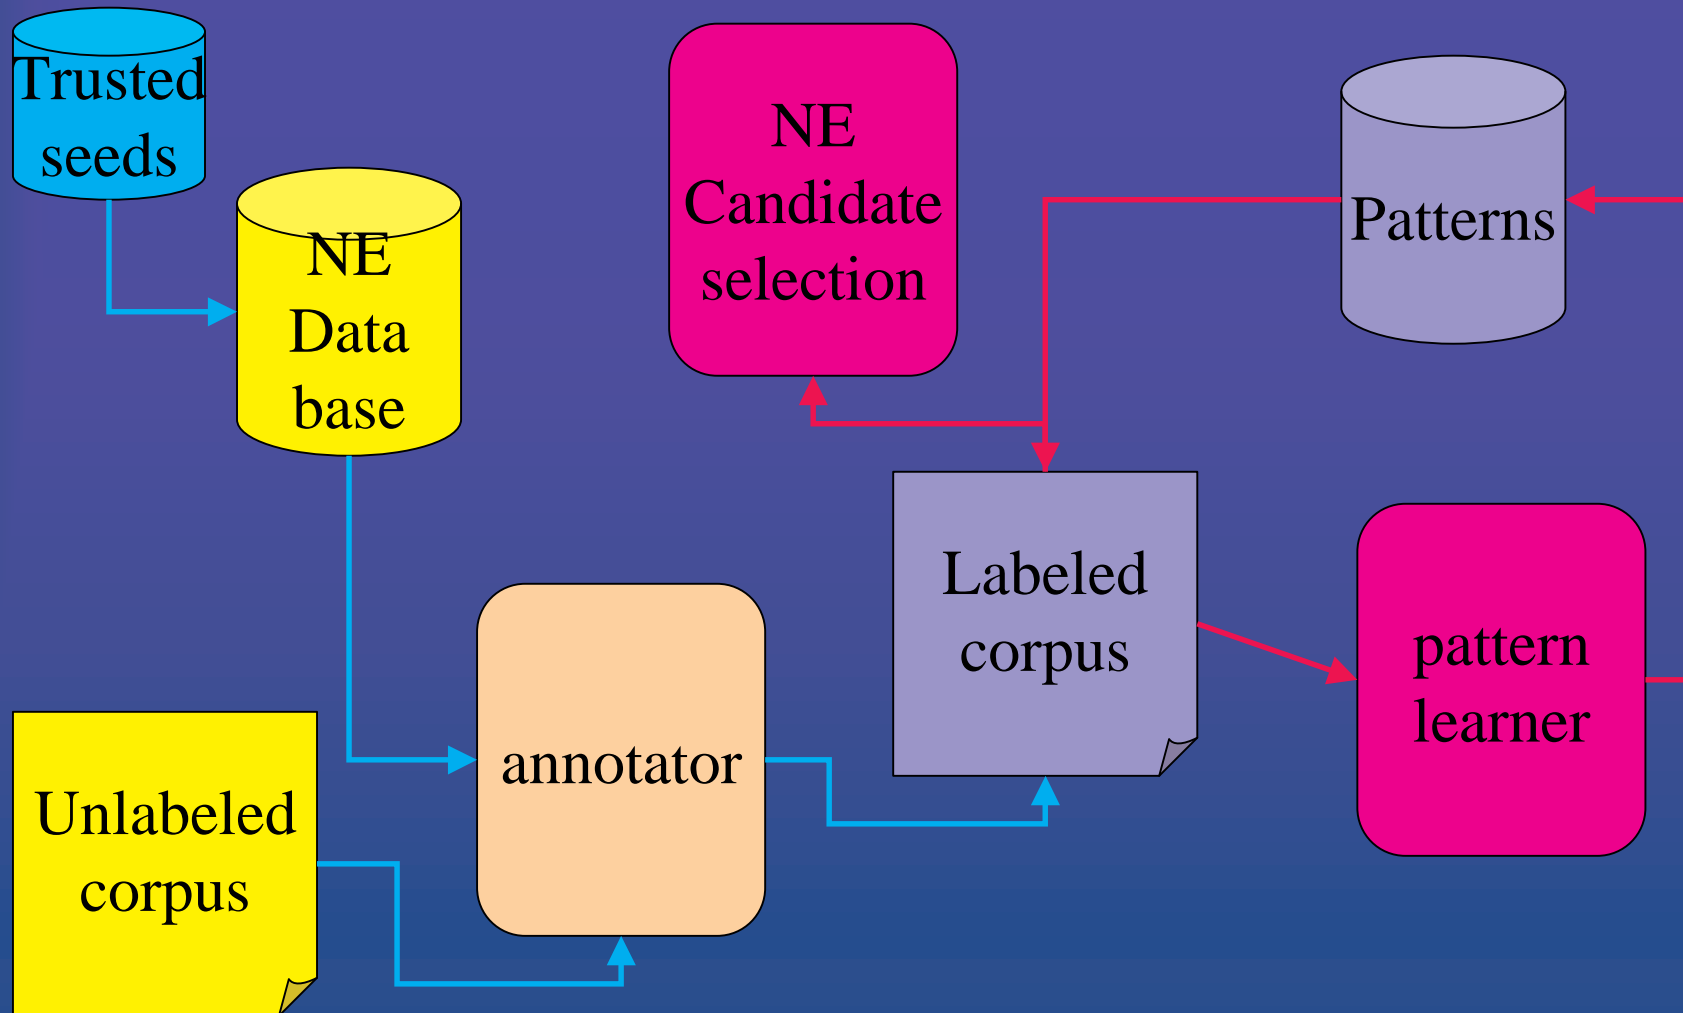 Trusted
seeds
NE
Data
base
NE
Candidate
selection
Patterns
Labeled
corpus
pattern
learner
annotator
Unlabeled
corpus